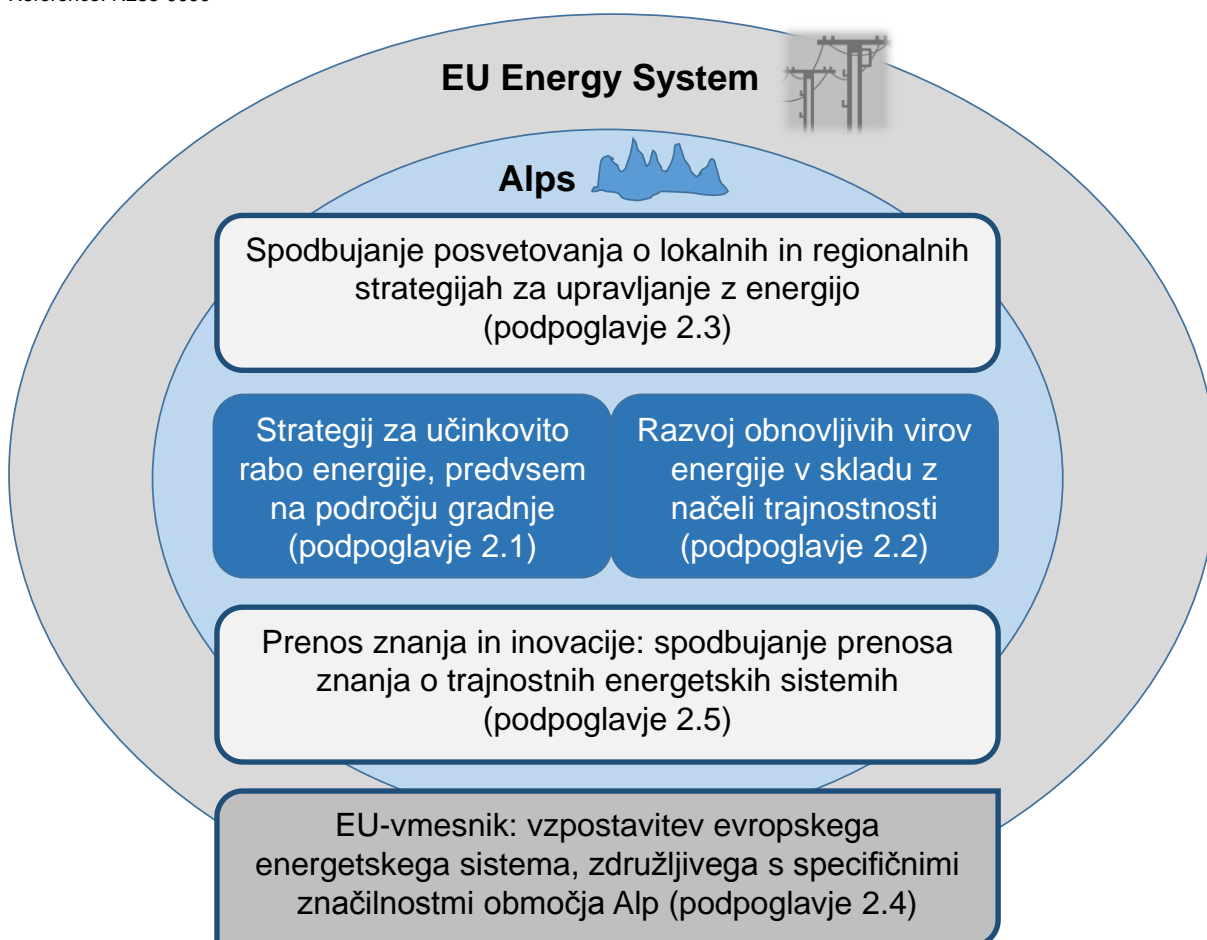 EU Energy System
Alps
Spodbujanje posvetovanja o lokalnih in regionalnih
strategijah za upravljanje z energijo
(podpoglavje 2.3)
Strategij za učinkovito
rabo energije, predvsem
na področju gradnje
(podpoglavje 2.1)
Razvoj obnovljivih virov
energije v skladu z
načeli trajnostnosti
(podpoglavje 2.2)
Prenos znanja in inovacije: spodbujanje prenosa
znanja o trajnostnih energetskih sistemih
(podpoglavje 2.5)
EU-vmesnik: vzpostavitev evropskega
energetskega sistema, združljivega s specifičnimi
značilnostmi območja Alp (podpoglavje 2.4)